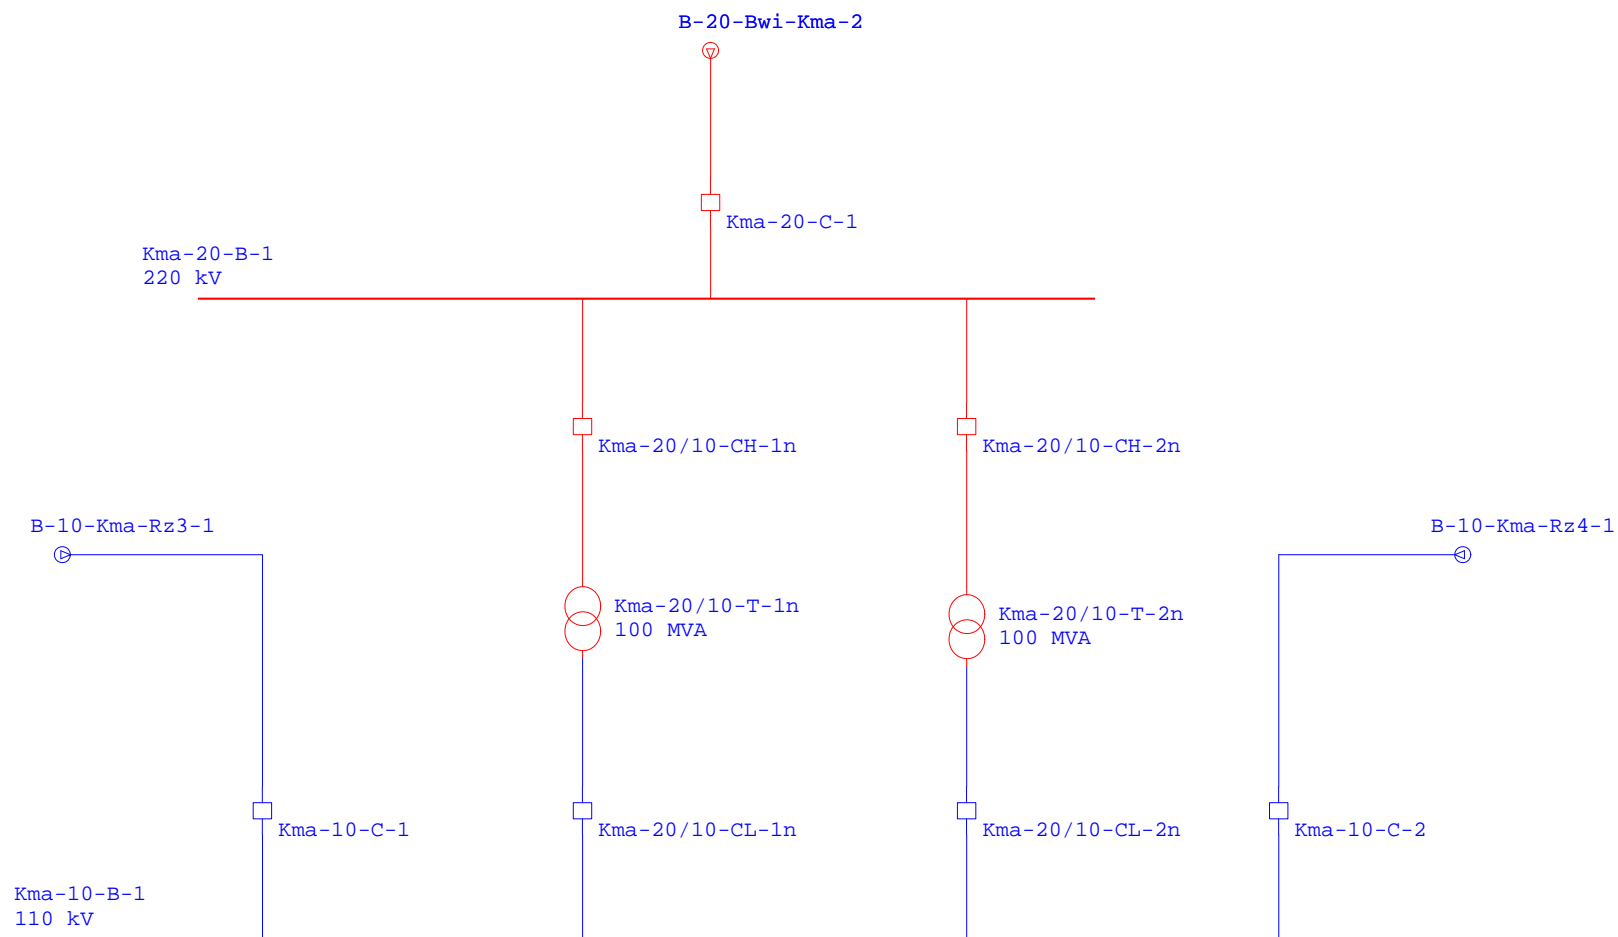 B-20-Bwi-Kma-2
Kma-20-C-1
Kma-20-B-1
220 kV
Kma-20/10-CH-1n
Kma-20/10-CH-2n
B-10-Kma-Rz3-1
B-10-Kma-Rz4-1
Kma-20/10-T-1n
100 MVA
Kma-20/10-T-2n
100 MVA
Kma-10-C-1
Kma-20/10-CL-1n
Kma-20/10-CL-2n
Kma-10-C-2
Kma-10-B-1
110 kV